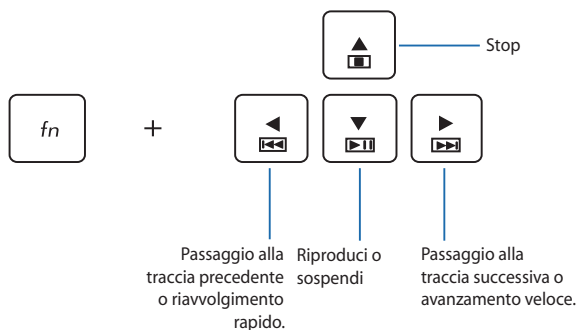 Stop
fn +
Passaggio alla
traccia precedente
o riavvolgimento
rapido.
Riproduci o
sospendi
Passaggio alla
traccia successiva o
avanzamento veloce.